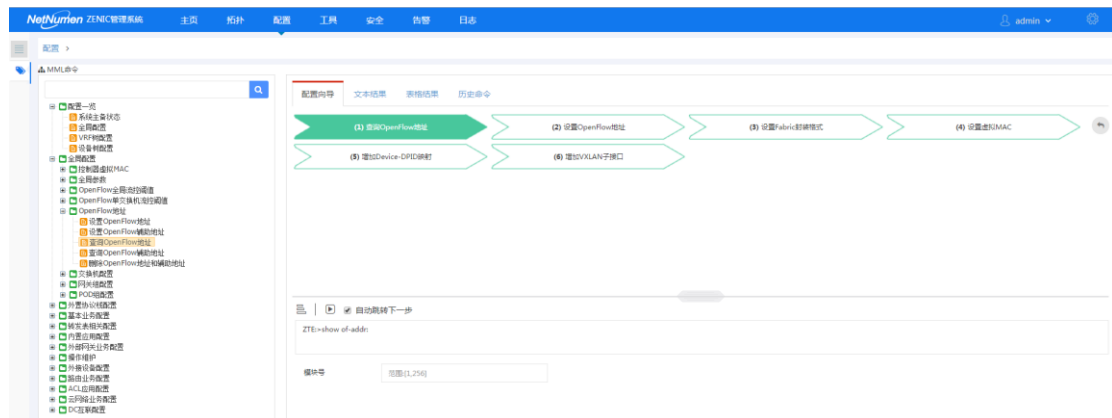 NetNumen ZENIC管理系统 主页 拓扑 配置 工具 安全 告警 日志 admin
配置 >
MML命令
配置一览
系统主备状态
全局配置
VRF树配置
设备树配置
全局配置
控制器虚拟MAC
全局参数
OpenFlow全局流控阈值
OpenFlow单交换机流控阈值
OpenFlow地址
设置OpenFlow地址
设置OpenFlow辅助地址
查询OpenFlow地址
查询OpenFlow辅助地址
删除OpenFlow地址和辅助地址
交换机配置
网关组配置
POD组配置
外置协议栈配置
基本业务配置
转发表相关配置
内置应用配置
外部网关业务配置
操作维护
外接设备配置
路由业务配置
ACL应用配置
云网络业务配置
DC互联配置
配置向导 文本结果 表格结果 历史命令
(1) 查询OpenFlow地址 (2) 设置OpenFlow地址 (3) 设置Fabric封装格式 (4) 设置虚拟MAC
(5) 增加Device-DPID映射 (6) 增加VXLAN子接口
自动跳转下一步
ZTE:>show of-addr:
模块号 范围:[1,256]